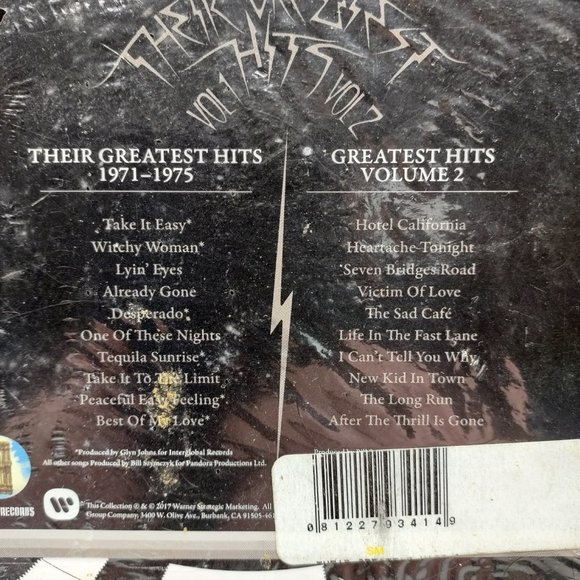 THEIR GREATEST
HITS
VOL 1 VOL 2
THEIR GREATEST HITS
1971–1975
Take It Easy*
Witchy Woman*
Lyin' Eyes
Already Gone
Desperado*
One Of These Nights
Tequila Sunrise*
Take It To The Limit
Peaceful Easy Feeling*
Best Of My Love*
*Produced by Glyn Johns for Interglobal Records
All other songs Produced by Bill Szymczyk for Pandora Productions Ltd.
GREATEST HITS
VOLUME 2
Hotel California
Heartache Tonight
Seven Bridges Road
Victim Of Love
The Sad Café
Life In The Fast Lane
I Can't Tell You Why
New Kid In Town
The Long Run
After The Thrill Is Gone
RECORDS
This Collection ℗ & © 2017 Warner Strategic Marketing. All
Group Company, 3400 W. Olive Ave., Burbank, CA 91505-461
0 81227 93414 9
SM